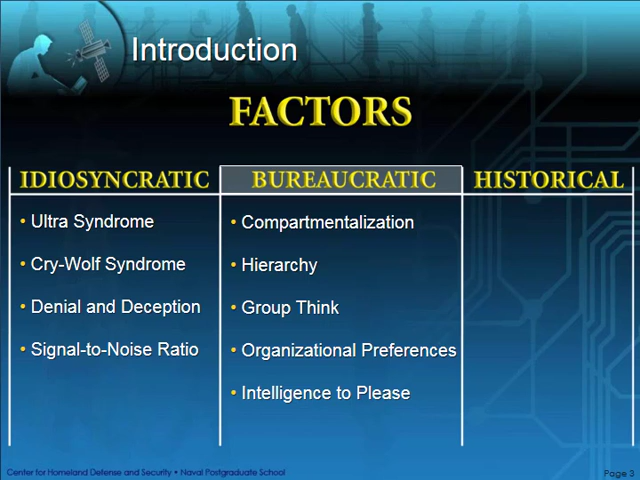 Introduction
FACTORS
IDIOSYNCRATIC
• Ultra Syndrome
• Cry-Wolf Syndrome
• Denial and Deception
• Signal-to-Noise Ratio
BUREAUCRATIC
• Compartmentalization
• Hierarchy
• Group Think
• Organizational Preferences
• Intelligence to Please
HISTORICAL
Center for Homeland Defense and Security • Naval Postgraduate School
Page 3